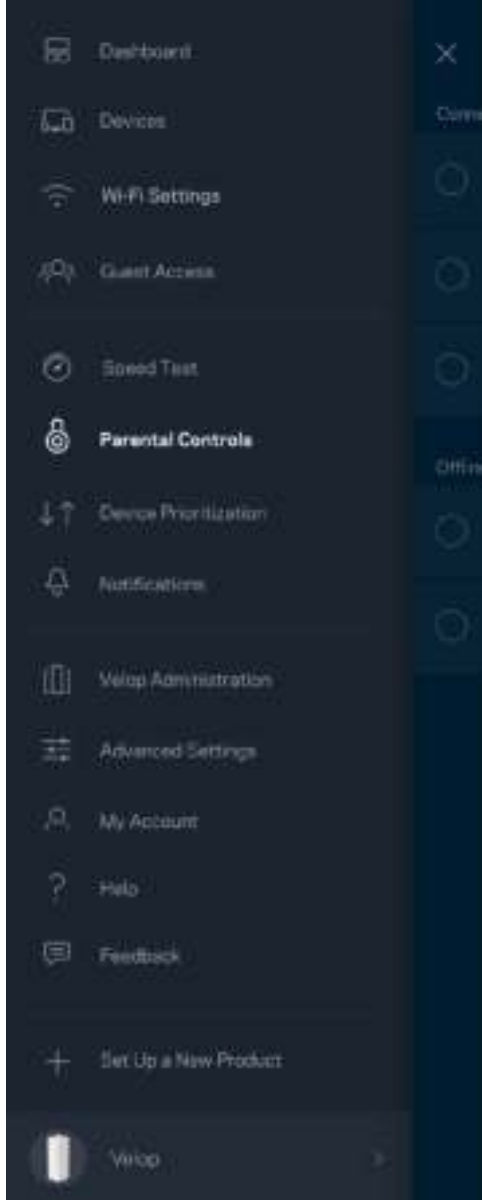 Dashboard
Devices
Wi-Fi Settings
Guest Access
Speed Test
Parental Controls
Device Prioritization
Notifications
Velop Administration
Advanced Settings
My Account
Help
Feedback
Set Up a New Product
Velop